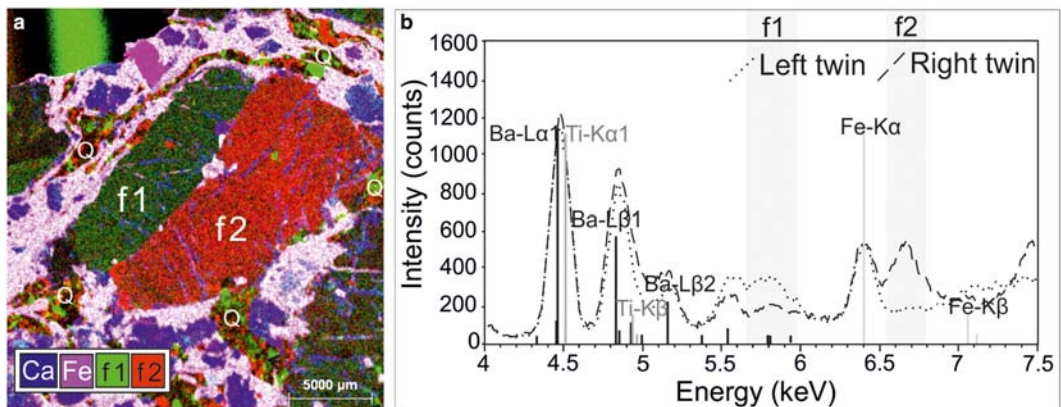 a
Q
Q
Q
Q
Q
f1
f2
Ca Fe f1 f2
5000 µm
b
f1 f2
1600
1400
1200
1000
800
600
400
200
0
Intensity (counts)
Left twin Right twin
Ba-Lα1 Ti-Kα1
Fe-Kα
Ba-Lβ1
Ba-Lβ2
Ti-Kβ
Fe-Kβ
4 4.5 5 5.5 6 6.5 7 7.5
Energy (keV)